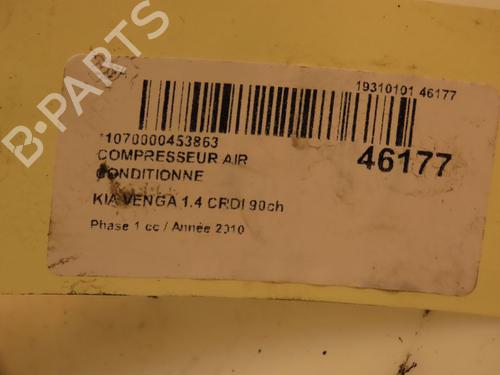 B-PARTS
19310101 46177
*1070000453863
46177
COMPRESSEUR AIR
CONDITIONNE
KIA VENGA 1.4 CRDI 90ch
Phase 1 cc / Année 2010